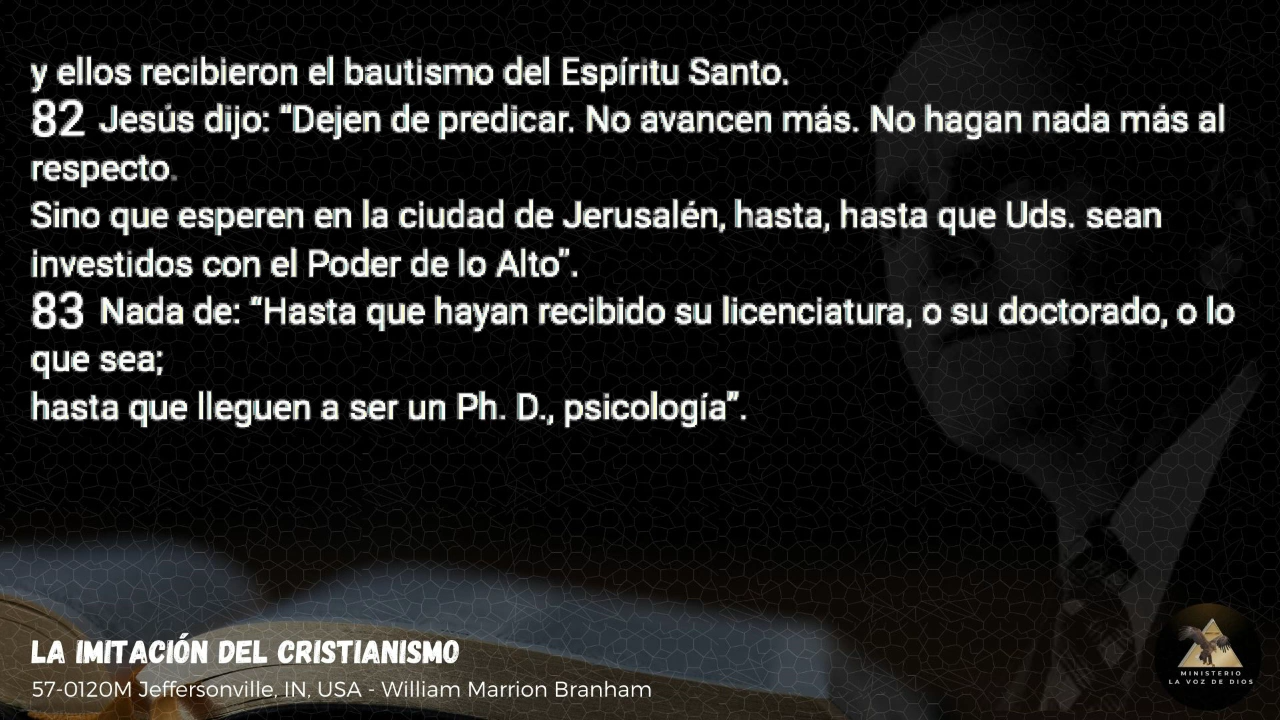 y ellos recibieron el bautismo del Espíritu Santo.
82 Jesús dijo: “Dejen de predicar. No avancen más. No hagan nada más al
respecto.
Sino que esperen en la ciudad de Jerusalén, hasta, hasta que Uds. sean
investidos con el Poder de lo Alto”.
83 Nada de: “Hasta que hayan recibido su licenciatura, o su doctorado, o lo
que sea;
hasta que lleguen a ser un Ph. D., psicología”.
LA IMITACIÓN DEL CRISTIANISMO
57-0120M Jeffersonville, IN, USA - William Marrion Branham
MINISTERIO
LA VOZ DE DIOS